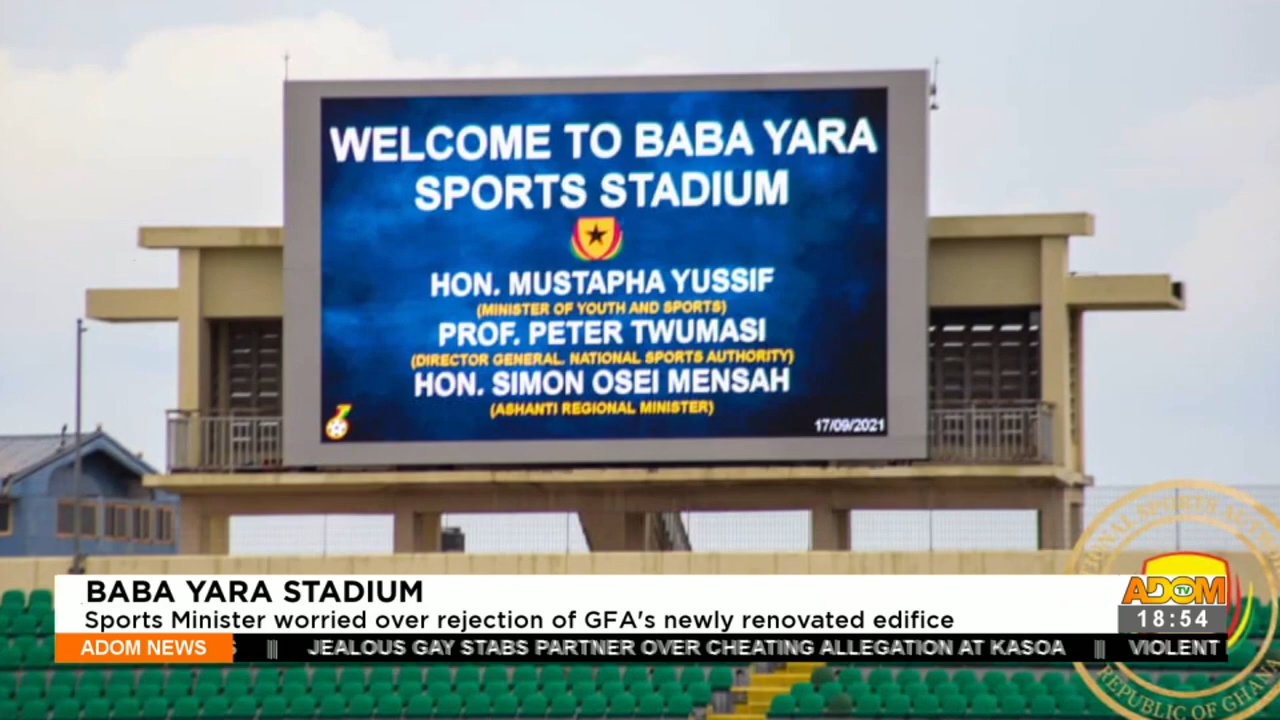 WELCOME TO BABA YARA
SPORTS STADIUM
HON. MUSTAPHA YUSSIF
(MINISTER OF YOUTH AND SPORTS)
PROF. PETER TWUMASI
(DIRECTOR GENERAL. NATIONAL SPORTS AUTHORITY)
HON. SIMON OSEI MENSAH
(ASHANTI REGIONAL MINISTER)
17/09/2021
BABA YARA STADIUM
Sports Minister worried over rejection of GFA's newly renovated edifice
ADOM TV
18:54
ADOM NEWS S ||| JEALOUS GAY STABS PARTNER OVER CHEATING ALLEGATION AT KASOA ||| VIOLENT
REPUBLIC OF GHANA